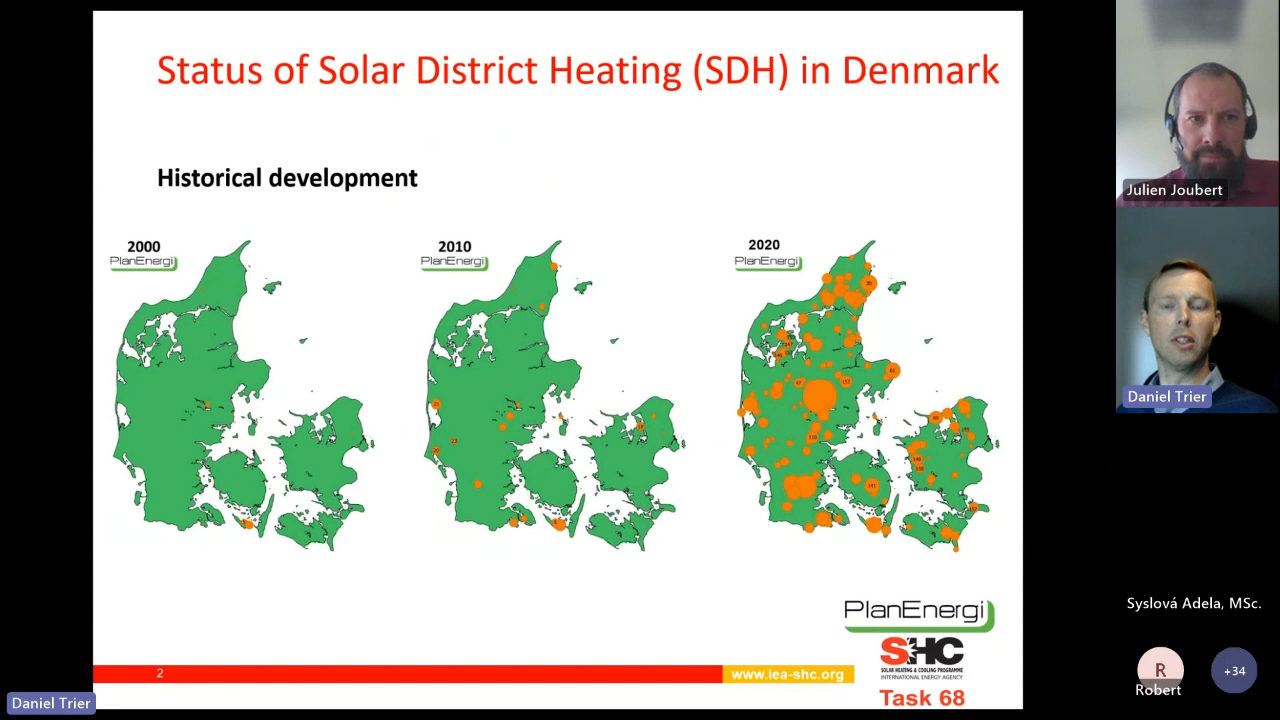 Status of Solar District Heating (SDH) in Denmark
Historical development
2000
PlanEnergi
2010
PlanEnergi
2020
PlanEnergi
PlanEnergi
SHC
SOLAR HEATING & COOLING PROGRAMME
INTERNATIONAL ENERGY AGENCY
Task 68
2
www.iea-shc.org
Daniel Trier
Julien Joubert
Daniel Trier
Syslová Adela, MSc.
R
Robert
+34